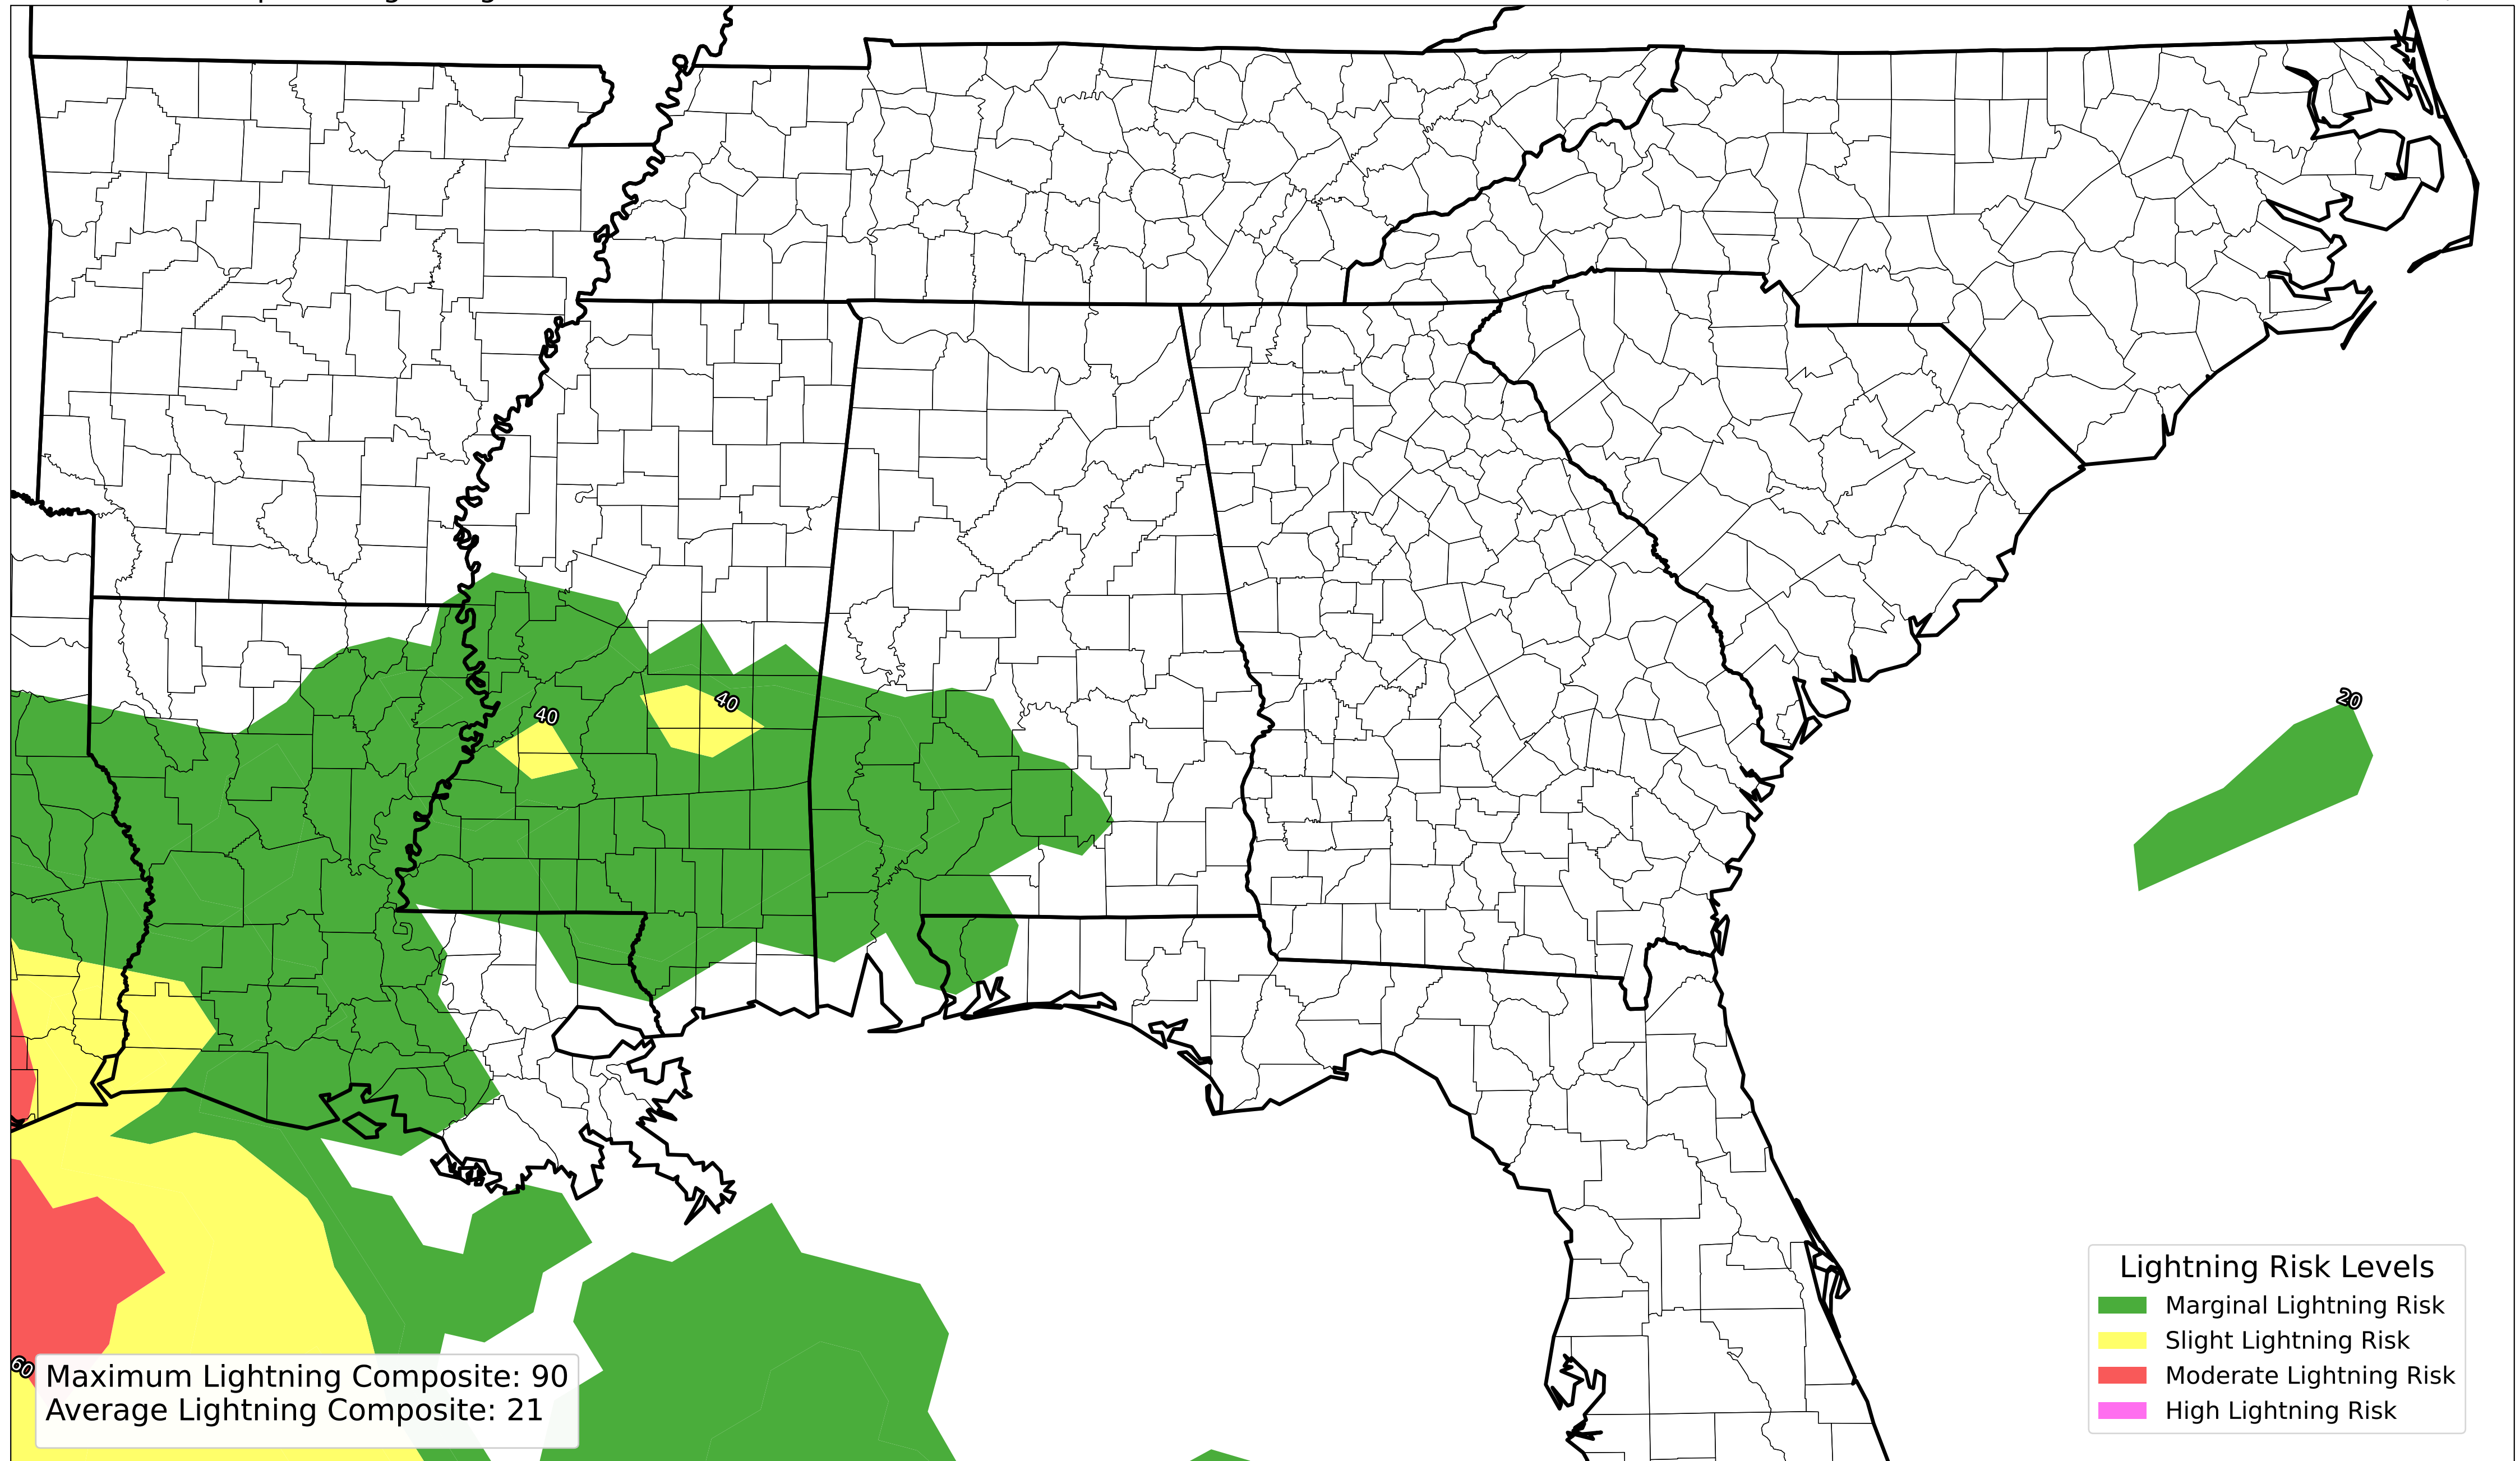 40
40
20
60
Maximum Lightning Composite: 90
Average Lightning Composite: 21
Lightning Risk Levels
Marginal Lightning Risk
Slight Lightning Risk
Moderate Lightning Risk
High Lightning Risk